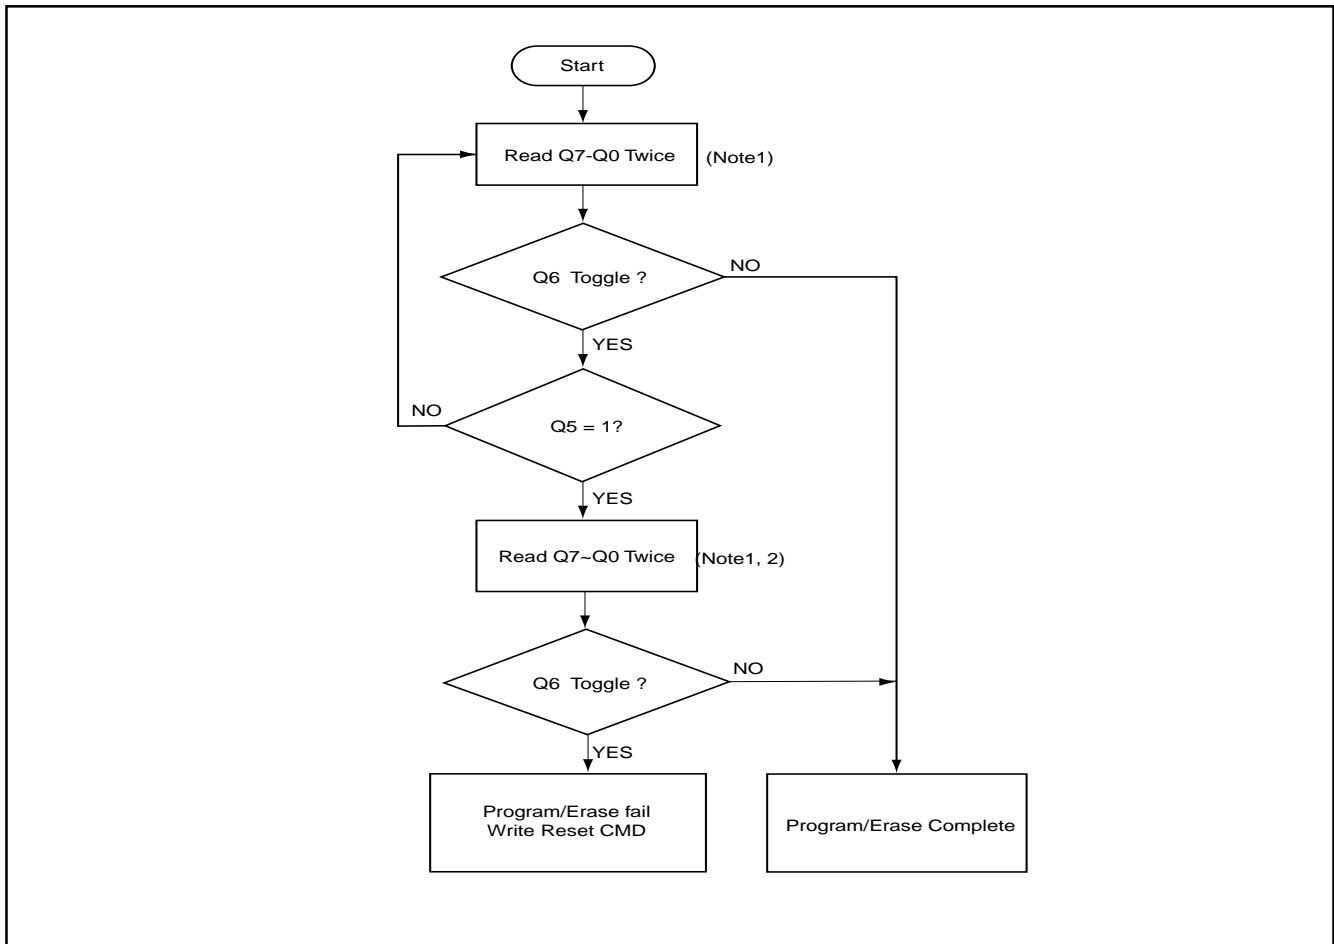 Start
Read Q7-Q0 Twice
(Note1)
Q6 Toggle ?
NO
YES
NO
Q5 = 1?
YES
Read Q7~Q0 Twice
(Note1, 2)
Q6 Toggle ?
NO
YES
Program/Erase fail
Write Reset CMD
Program/Erase Complete